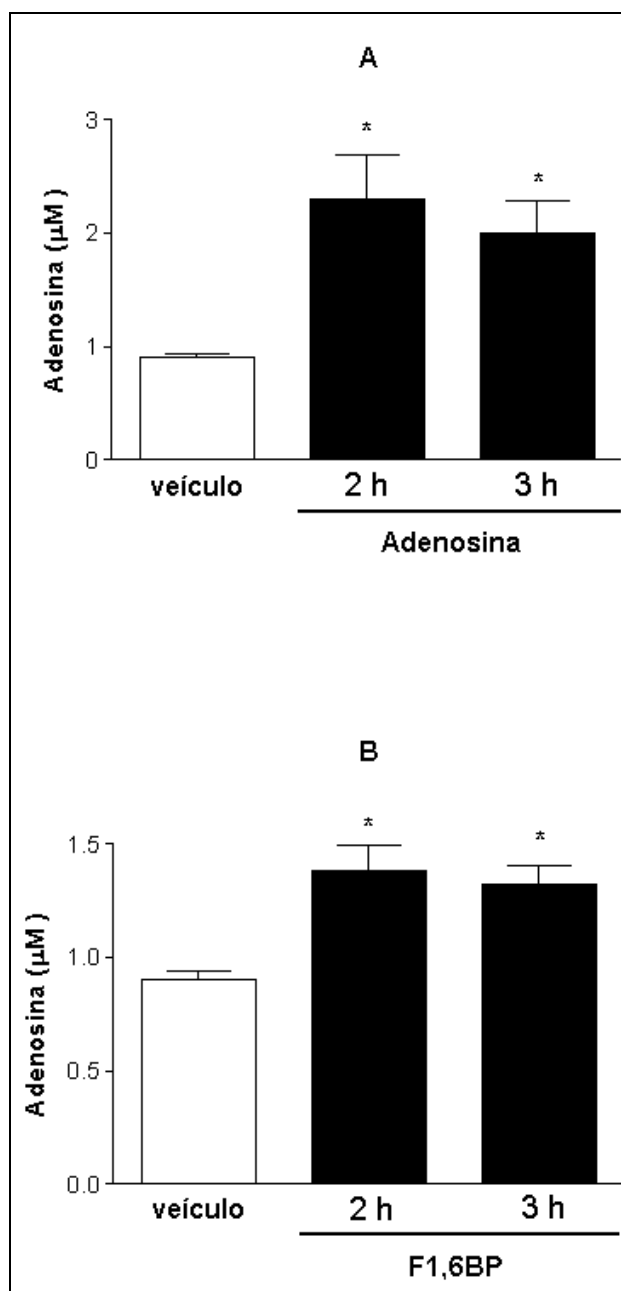 A
Adenosina (µM)
3
2
1
0
*
*
veículo
2 h
3 h
Adenosina
B
Adenosina (µM)
1.5
1.0
0.5
0.0
*
*
veículo
2 h
3 h
F1,6BP